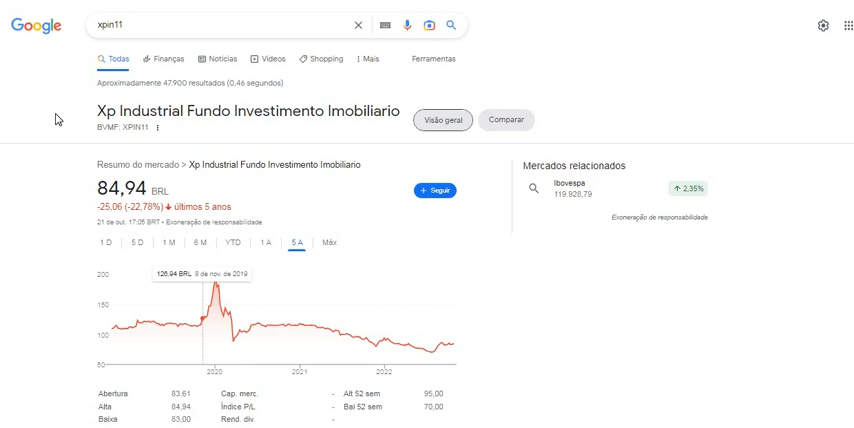 Google
xpin11
Todas Finanças Notícias Vídeos Shopping Mais Ferramentas
Aproximadamente 47.900 resultados (0,46 segundos)
Xp Industrial Fundo Investimento Imobiliario
BVMF: XPIN11
Visão geral Comparar
Resumo do mercado > Xp Industrial Fundo Investimento Imobiliario
84,94 BRL
+ Seguir
-25,06 (-22,78%) últimos 5 anos
21 de out. 17:05 BRT • Exoneração de responsabilidade
1 D 5 D 1 M 6 M YTD 1 A 5 A Máx
126,94 BRL 8 de nov. de 2019
200
150
100
50
2020 2021 2022
Abertura 83,61 Cap. merc. - Alt 52 sem 95,00
Alta 84,94 Índice P/L - Bai 52 sem 70,00
Baixa 83,00 Rend. div. -
Mercados relacionados
Ibovespa
119.928,79
2,35%
Exoneração de responsabilidade